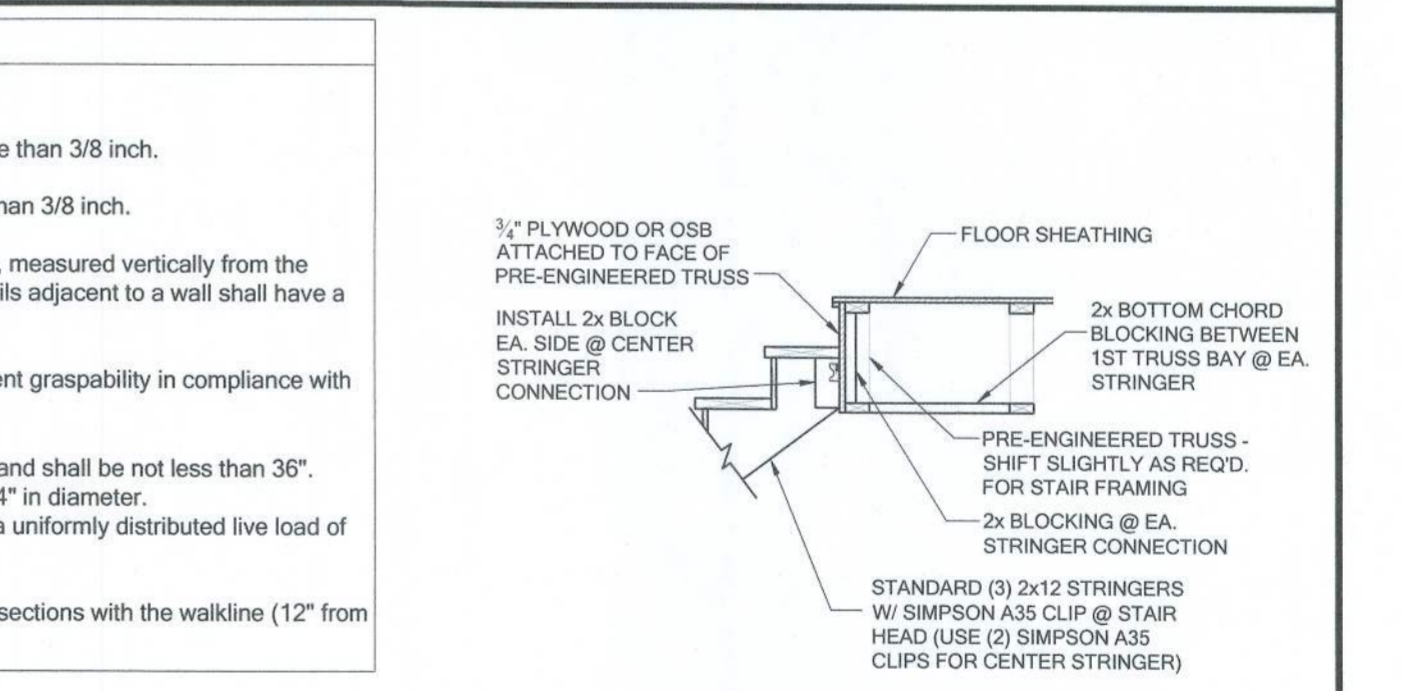 e than 3/8 inch.
han 3/8 inch.
, measured vertically from the
ils adjacent to a wall shall have a
ent graspability in compliance with
and shall be not less than 36".
4" in diameter.
a uniformly distributed live load of
sections with the walkline (12" from
¾" PLYWOOD OR OSB
ATTACHED TO FACE OF
PRE-ENGINEERED TRUSS
INSTALL 2x BLOCK
EA. SIDE @ CENTER
STRINGER
CONNECTION
FLOOR SHEATHING
2x BOTTOM CHORD
BLOCKING BETWEEN
1ST TRUSS BAY @ EA.
STRINGER
PRE-ENGINEERED TRUSS -
SHIFT SLIGHTLY AS REQ'D.
FOR STAIR FRAMING
2x BLOCKING @ EA.
STRINGER CONNECTION
STANDARD (3) 2x12 STRINGERS
W/ SIMPSON A35 CLIP @ STAIR
HEAD (USE (2) SIMPSON A35
CLIPS FOR CENTER STRINGER)